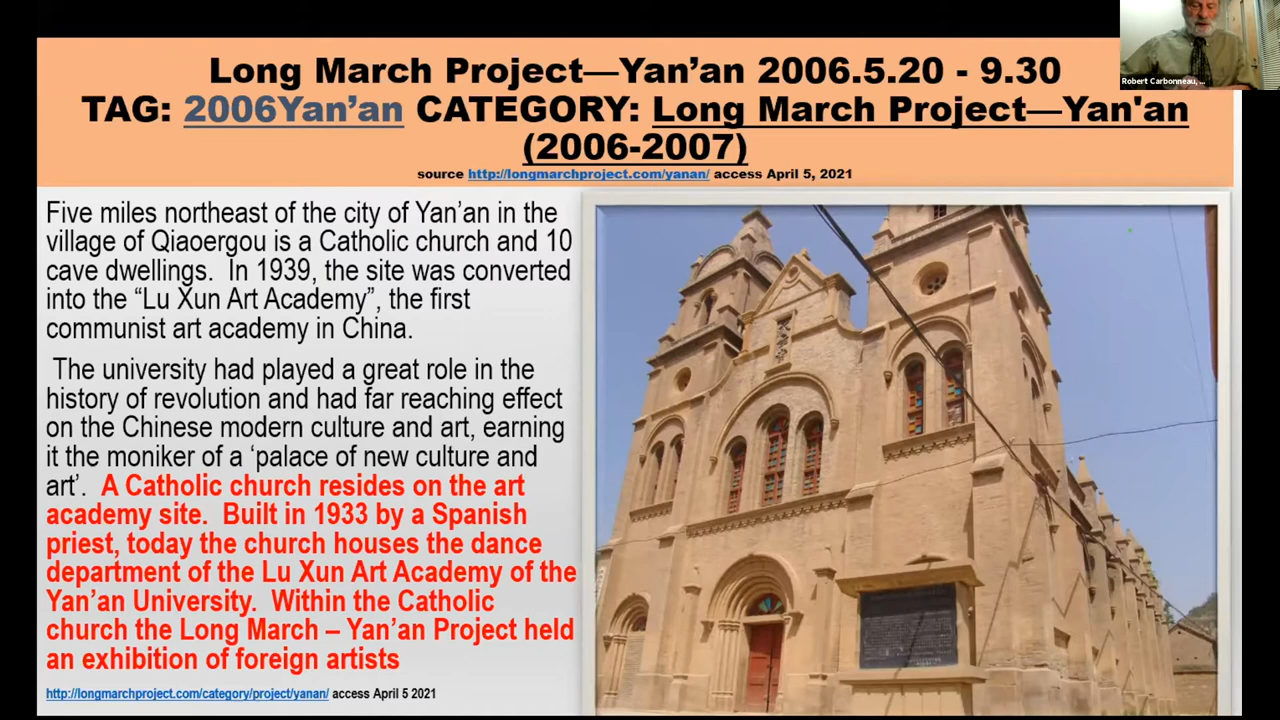 Long March Project—Yan’an 2006.5.20 - 9.30
TAG: 2006Yan’an CATEGORY: Long March Project—Yan'an
(2006-2007)
source http://longmarchproject.com/yanan/ access April 5, 2021
Robert Carbonneau, ...
Five miles northeast of the city of Yan’an in the
village of Qiaoergou is a Catholic church and 10
cave dwellings. In 1939, the site was converted
into the “Lu Xun Art Academy”, the first
communist art academy in China.
The university had played a great role in the
history of revolution and had far reaching effect
on the Chinese modern culture and art, earning
it the moniker of a ‘palace of new culture and
art’. A Catholic church resides on the art
academy site. Built in 1933 by a Spanish
priest, today the church houses the dance
department of the Lu Xun Art Academy of the
Yan’an University. Within the Catholic
church the Long March – Yan’an Project held
an exhibition of foreign artists
http://longmarchproject.com/category/project/yanan/ access April 5 2021